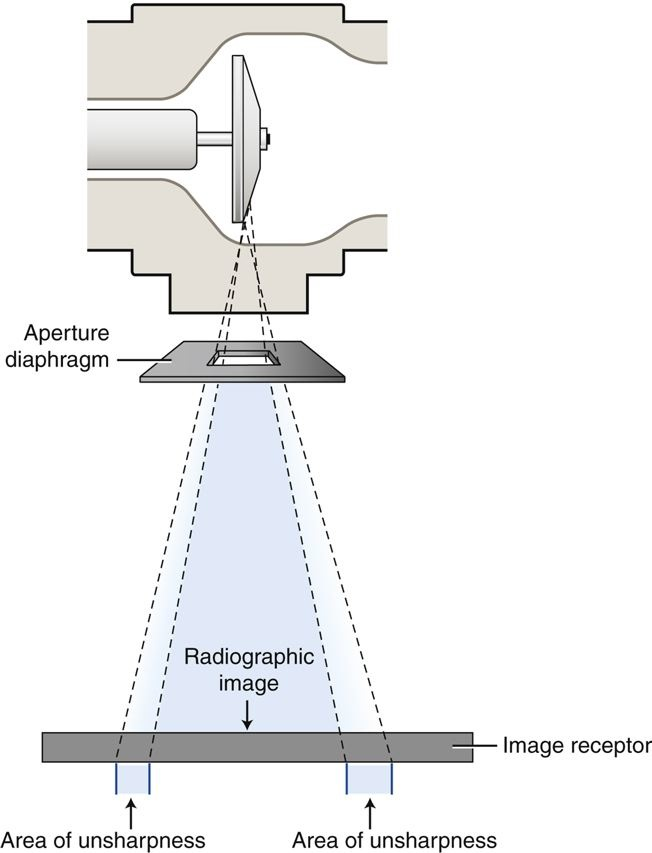 Aperture
diaphragm
Radiographic
image
Image receptor
Area of unsharpness
Area of unsharpness